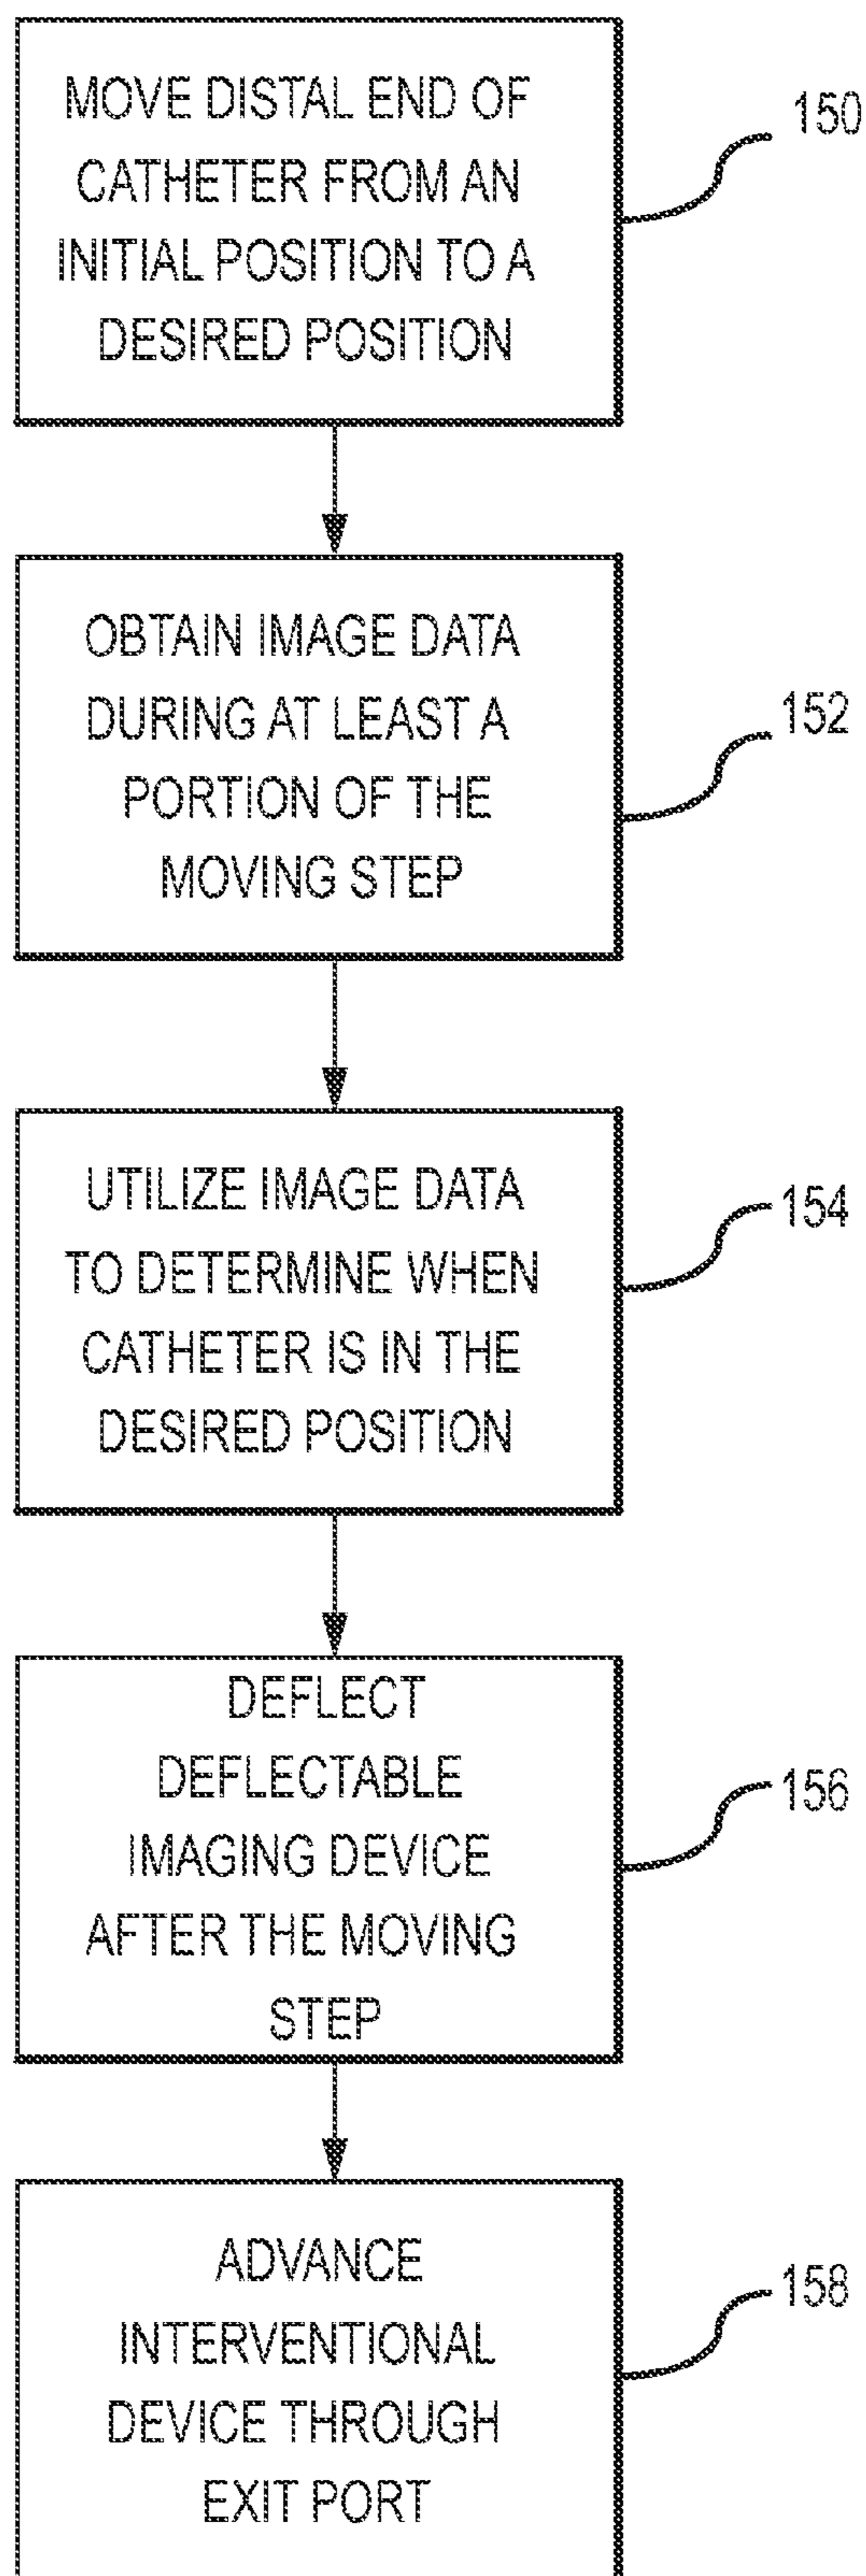 MOVE DISTAL END OF
CATHETER FROM AN
INITIAL POSITION TO A
DESIRED POSITION
150
OBTAIN IMAGE DATA
DURING AT LEAST A
PORTION OF THE
MOVING STEP
152
UTILIZE IMAGE DATA
TO DETERMINE WHEN
CATHETER IS IN THE
DESIRED POSITION
154
DEFLECT
DEFLECTABLE
IMAGING DEVICE
AFTER THE MOVING
STEP
156
ADVANCE
INTERVENTIONAL
DEVICE THROUGH
EXIT PORT
158